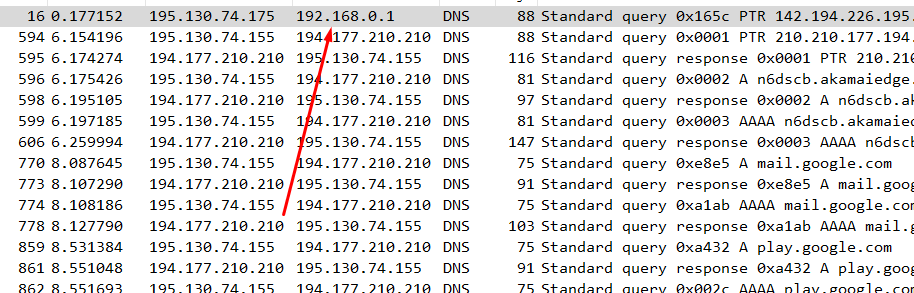 16 0.177152 195.130.74.175 192.168.0.1 DNS 88 Standard query 0x165c PTR 142.194.226.195.
594 6.154196 195.130.74.155 194.177.210.210 DNS 88 Standard query 0x0001 PTR 210.210.177.194.
595 6.174274 194.177.210.210 195.130.74.155 DNS 116 Standard query response 0x0001 PTR 210.210
596 6.175426 195.130.74.155 194.177.210.210 DNS 81 Standard query 0x0002 A n6dscb.akamaiedge.
598 6.195105 194.177.210.210 195.130.74.155 DNS 97 Standard query response 0x0002 A n6dscb
599 6.197185 195.130.74.155 194.177.210.210 DNS 81 Standard query 0x0003 AAAA n6dscb.akamaie
606 6.259994 194.177.210.210 195.130.74.155 DNS 147 Standard query response 0x0003 AAAA n6dscb
770 8.087645 195.130.74.155 194.177.210.210 DNS 75 Standard query 0xe8e5 A mail.google.com
773 8.107290 194.177.210.210 195.130.74.155 DNS 91 Standard query response 0xe8e5 A mail.goog
774 8.108186 195.130.74.155 194.177.210.210 DNS 75 Standard query 0xa1ab AAAA mail.google.com
778 8.127790 194.177.210.210 195.130.74.155 DNS 103 Standard query response 0xa1ab AAAA mail.g
859 8.531384 195.130.74.155 194.177.210.210 DNS 75 Standard query 0xa432 A play.google.com
861 8.551048 194.177.210.210 195.130.74.155 DNS 91 Standard query response 0xa432 A play.goog
862 8.551693 195.130.74.155 194.177.210.210 DNS 75 Standard query 0x002c AAAA play.google.com